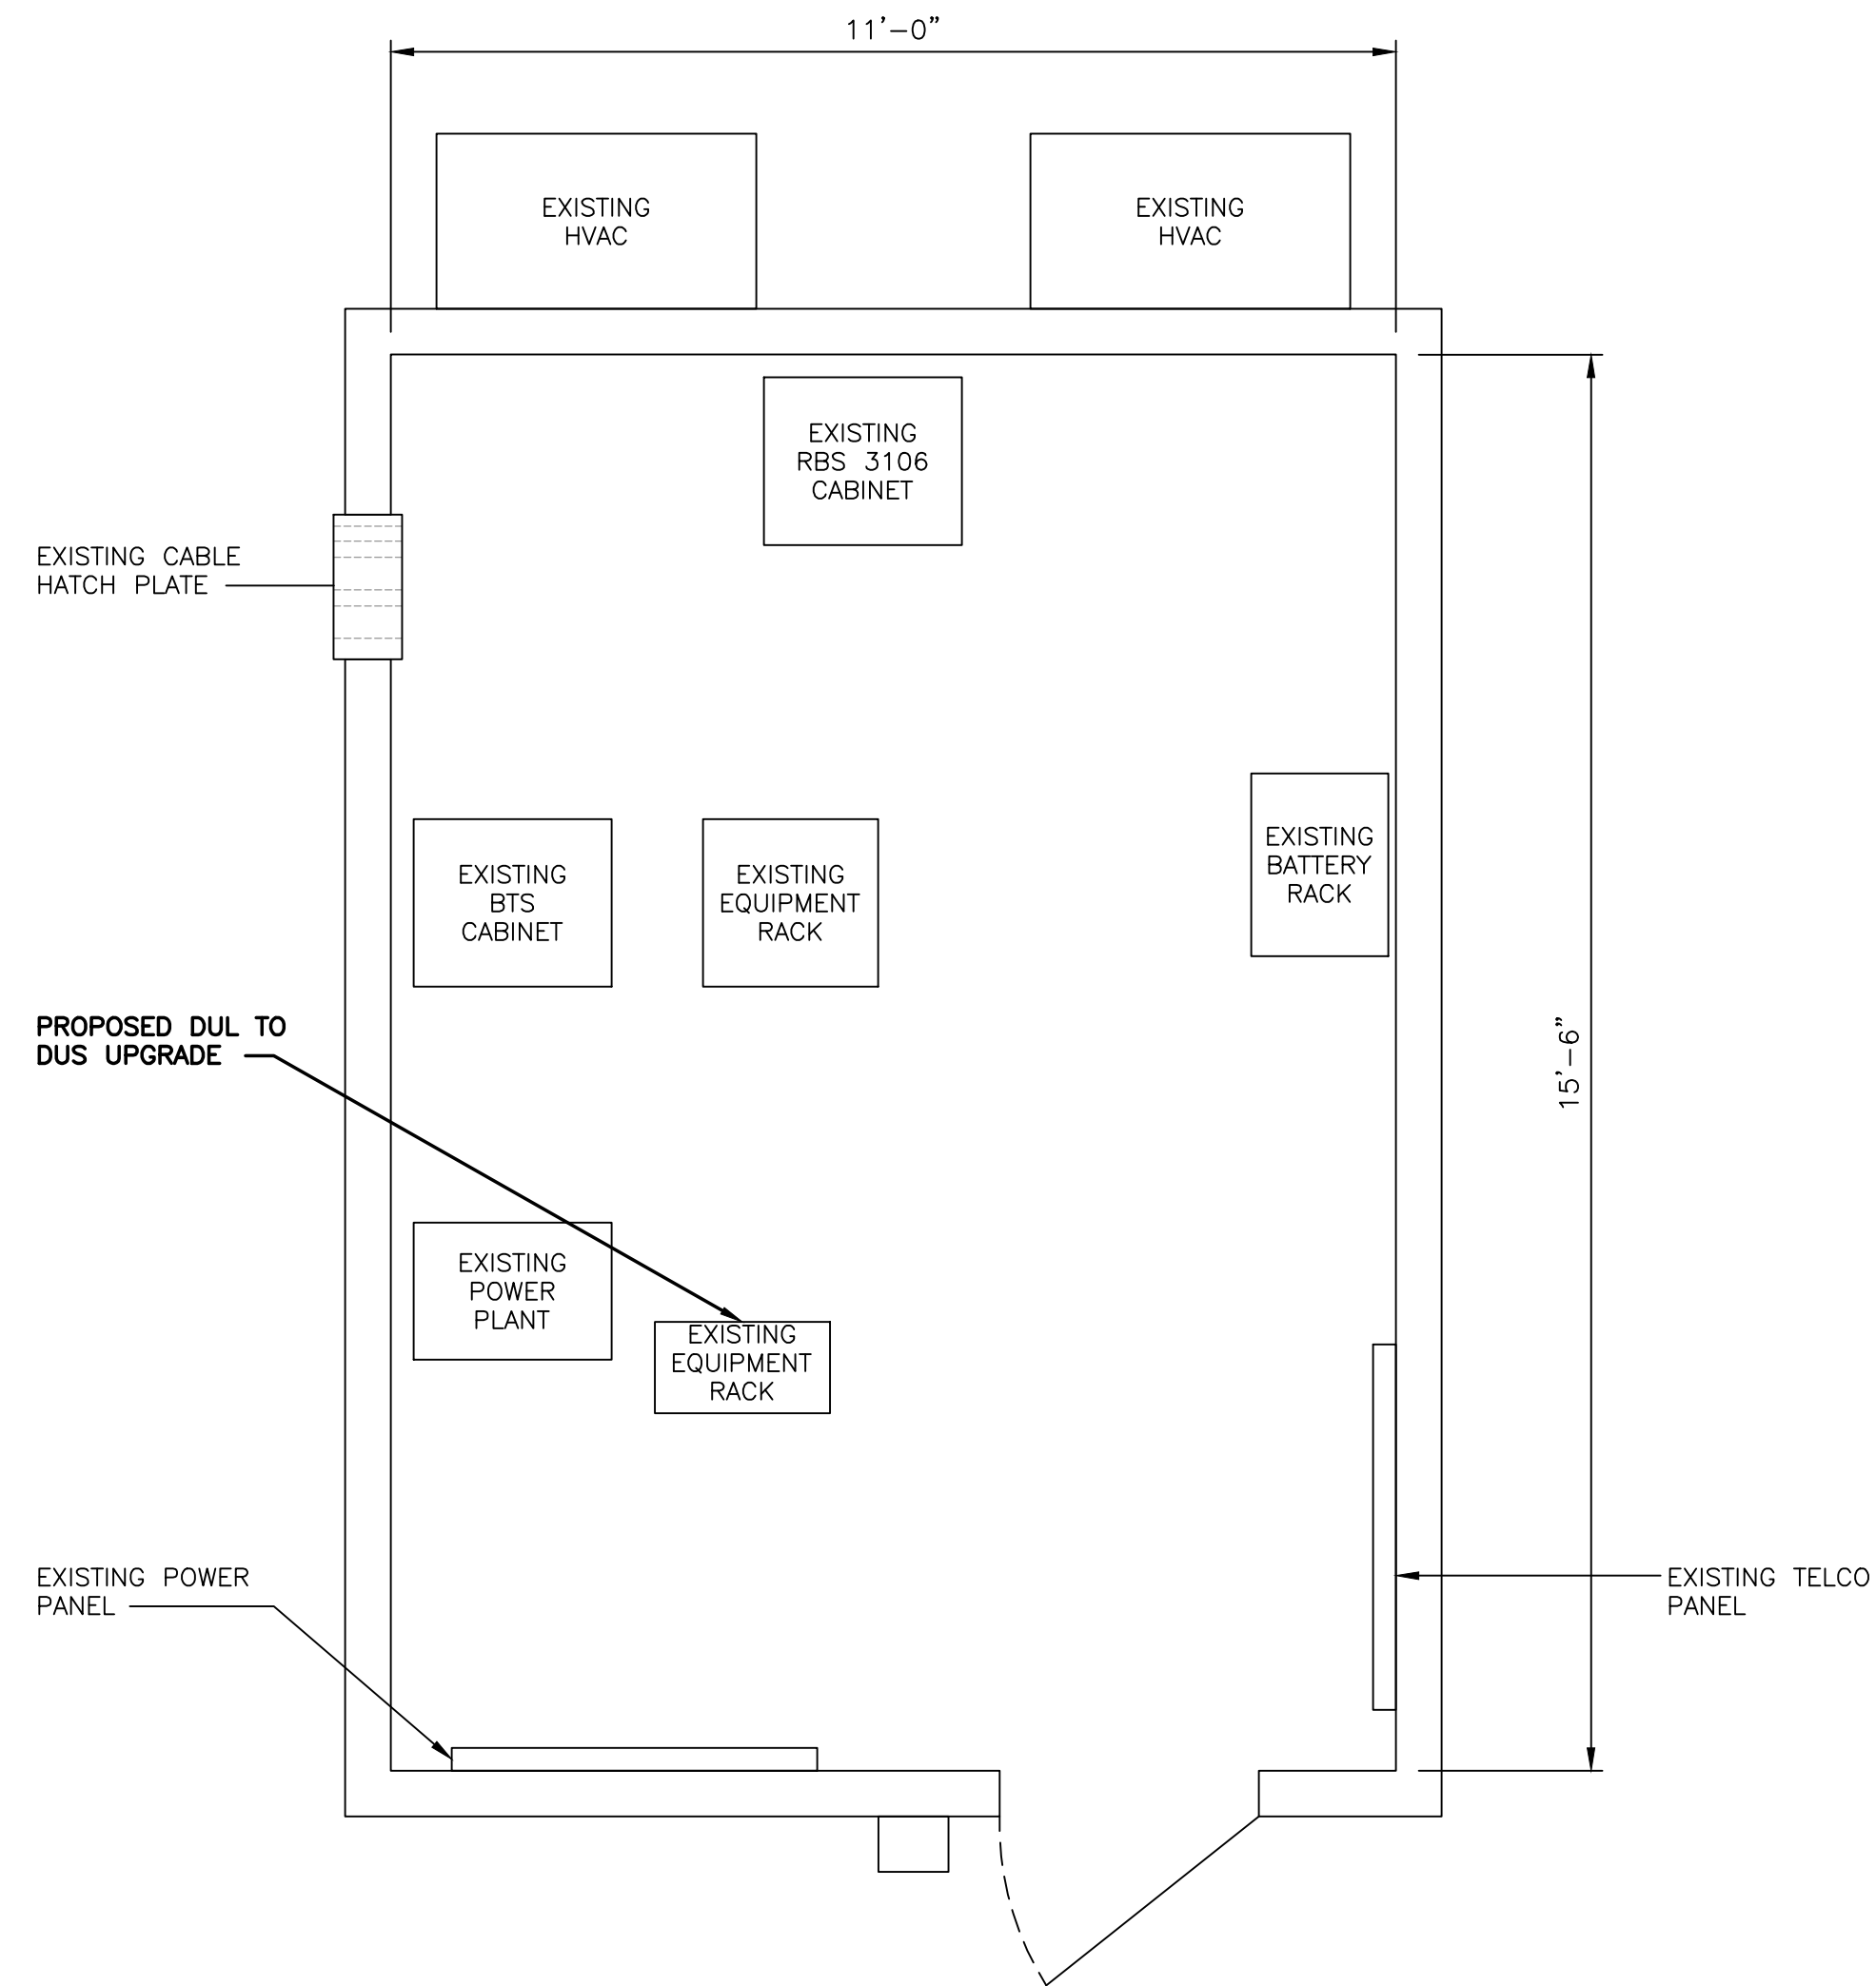 11'-0"
EXISTING
HVAC
EXISTING
HVAC
EXISTING
RBS 3106
CABINET
EXISTING CABLE
HATCH PLATE
EXISTING
BTS
CABINET
EXISTING
EQUIPMENT
RACK
EXISTING
BATTERY
RACK
PROPOSED DUL TO
DUS UPGRADE
15'-6"
EXISTING
POWER
PLANT
EXISTING
EQUIPMENT
RACK
EXISTING POWER
PANEL
EXISTING TELCO
PANEL